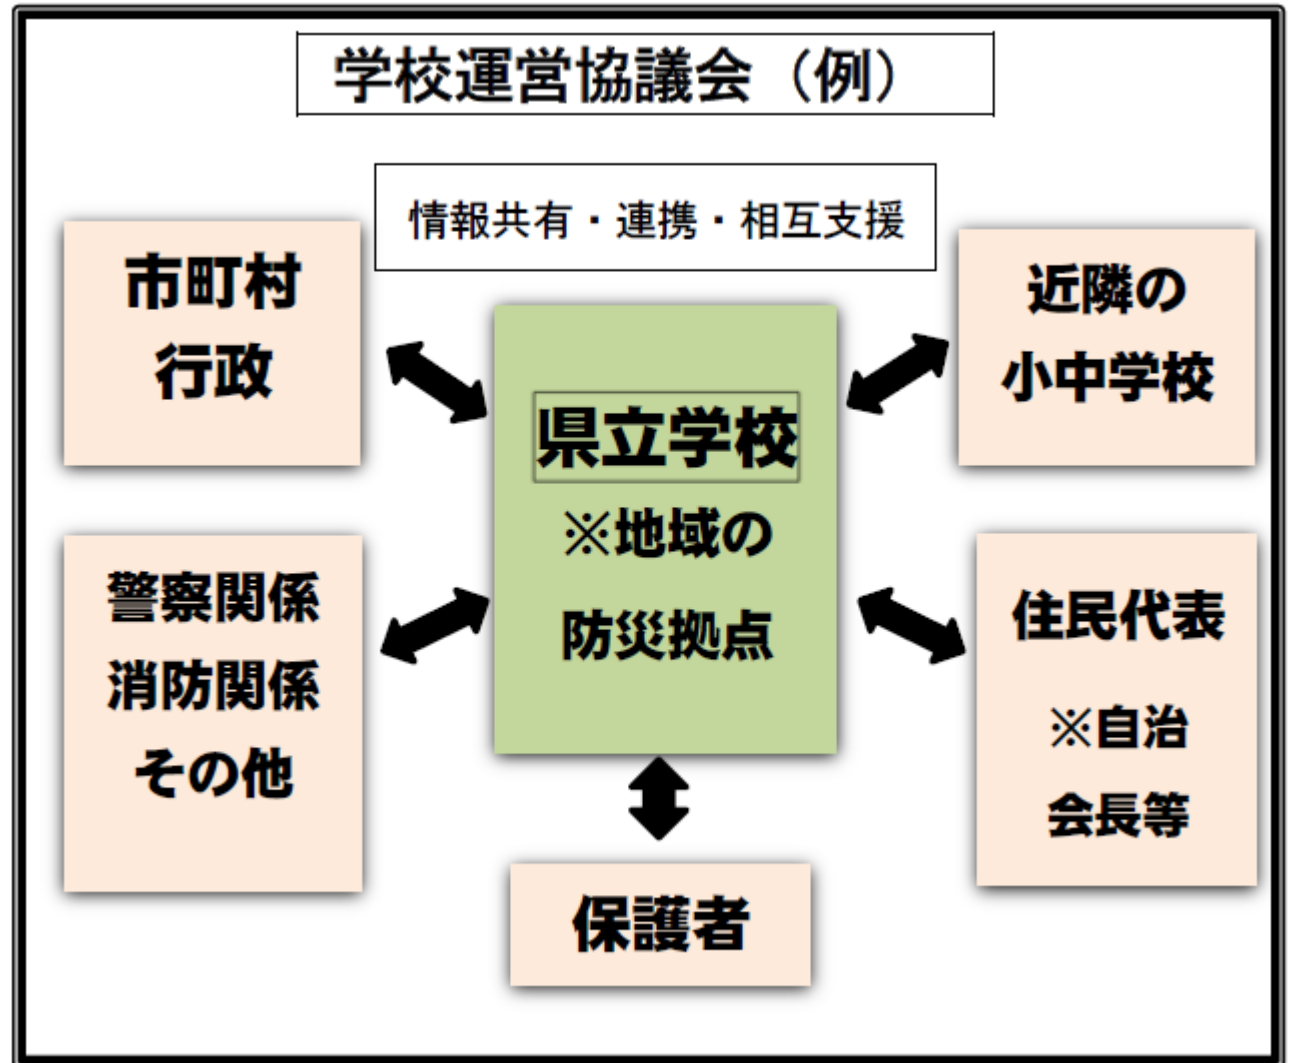 学校運営協議会（例）
情報共有・連携・相互支援
市町村
行政
近隣の
小中学校
県立学校
※地域の
防災拠点
警察関係
消防関係
その他
住民代表
※自治
会長等
保護者